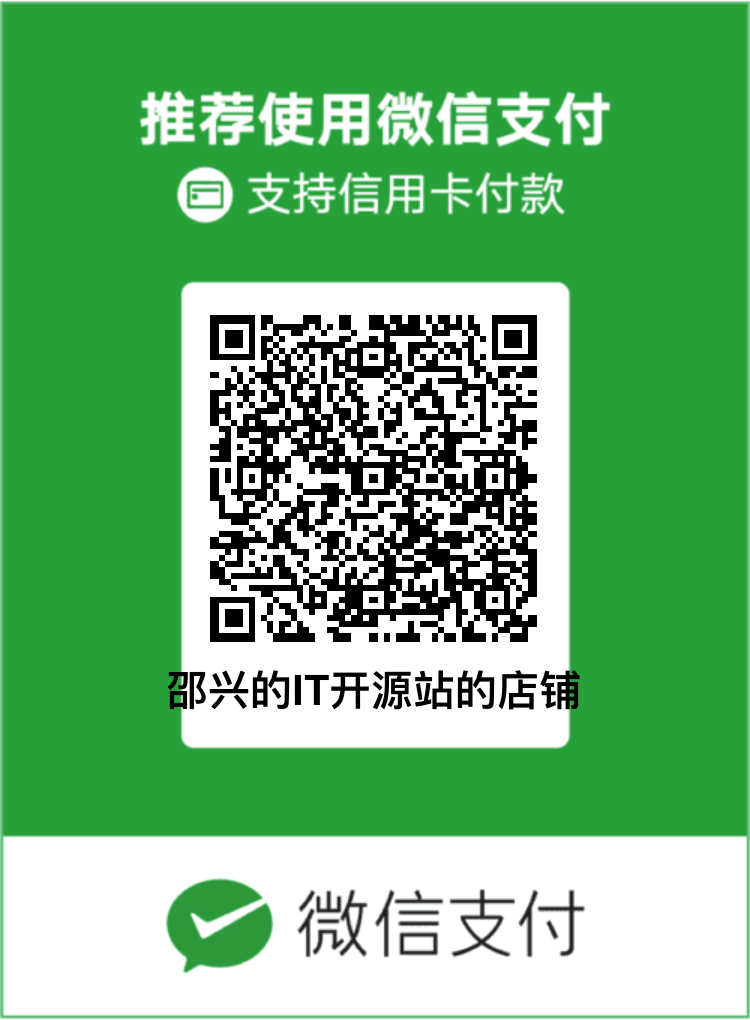 推荐使用微信支付
支持信用卡付款
邵兴的IT开源站的店铺
微信支付